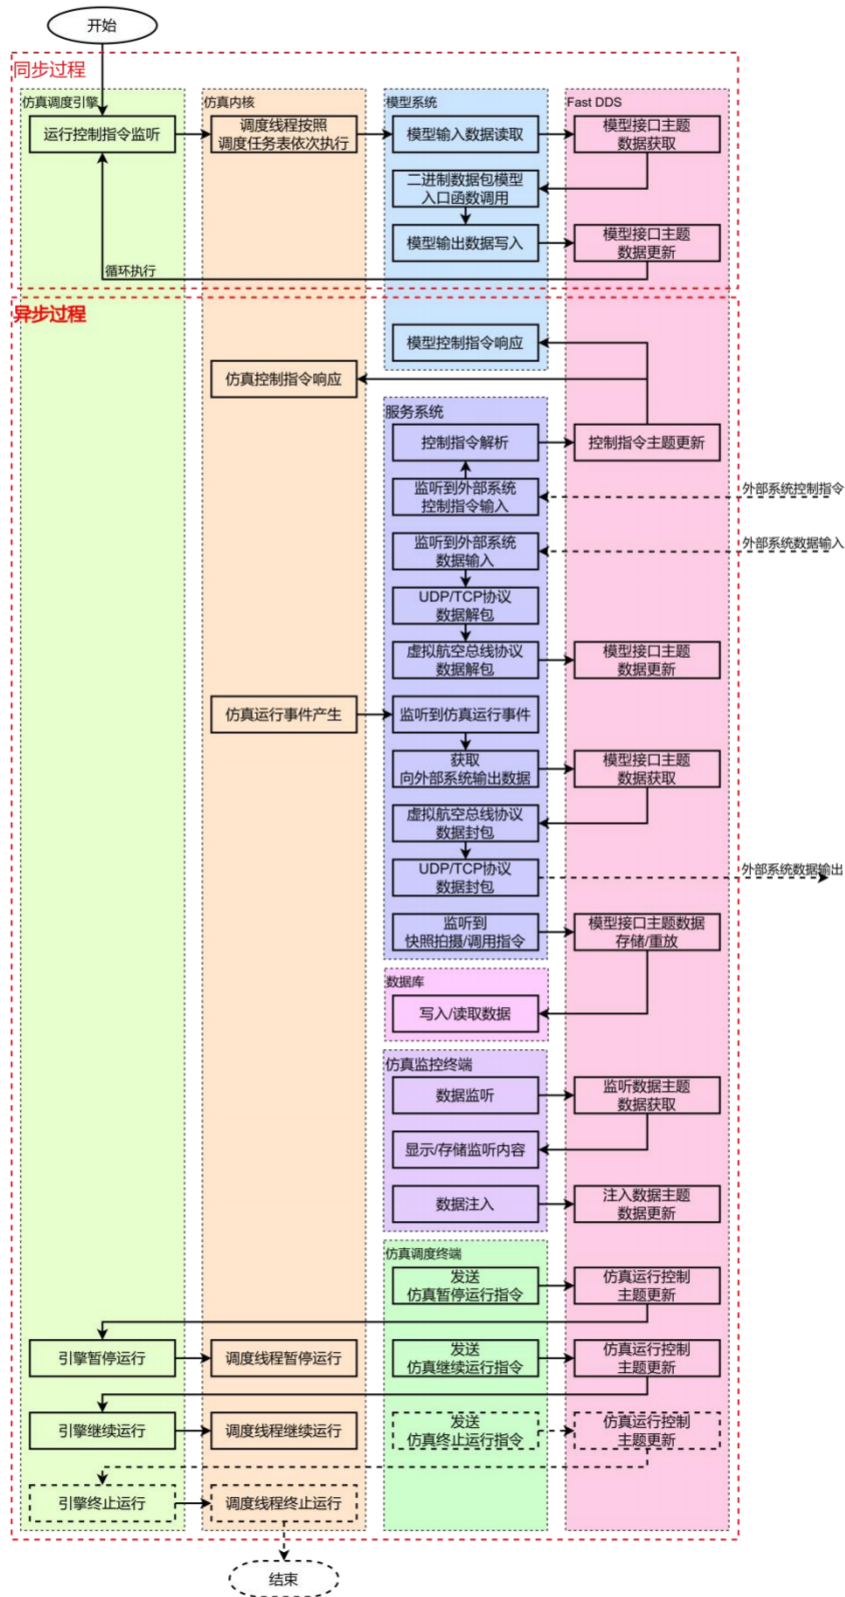 开始
同步过程
仿真调度引擎
仿真内核
模型系统
Fast DDS
运行控制指令监听
调度线程按照
调度任务表依次执行
模型输入数据读取
模型接口主题
数据获取
二进制数据包模型
入口函数调用
模型输出数据写入
模型接口主题
数据更新
循环执行
异步过程
模型控制指令响应
仿真控制指令响应
服务系统
控制指令解析
控制指令主题更新
监听到外部系统
控制指令输入
外部系统控制指令
监听到外部系统
数据输入
外部系统数据输入
UDP/TCP协议
数据解包
虚拟航空总线协议
数据解包
模型接口主题
数据更新
仿真运行事件产生
监听到仿真运行事件
获取
向外部系统输出数据
模型接口主题
数据获取
虚拟航空总线协议
数据封包
UDP/TCP协议
数据封包
外部系统数据输出
监听到
快照拍摄/调用指令
模型接口主题数据
存储/重放
数据库
写入/读取数据
仿真监控终端
数据监听
监听数据主题
数据获取
显示/存储监听内容
数据注入
注入数据主题
数据更新
仿真调度终端
发送
仿真暂停运行指令
仿真运行控制
主题更新
引擎暂停运行
调度线程暂停运行
发送
仿真继续运行指令
仿真运行控制
主题更新
引擎继续运行
调度线程继续运行
发送
仿真终止运行指令
仿真运行控制
主题更新
引擎终止运行
调度线程终止运行
结束